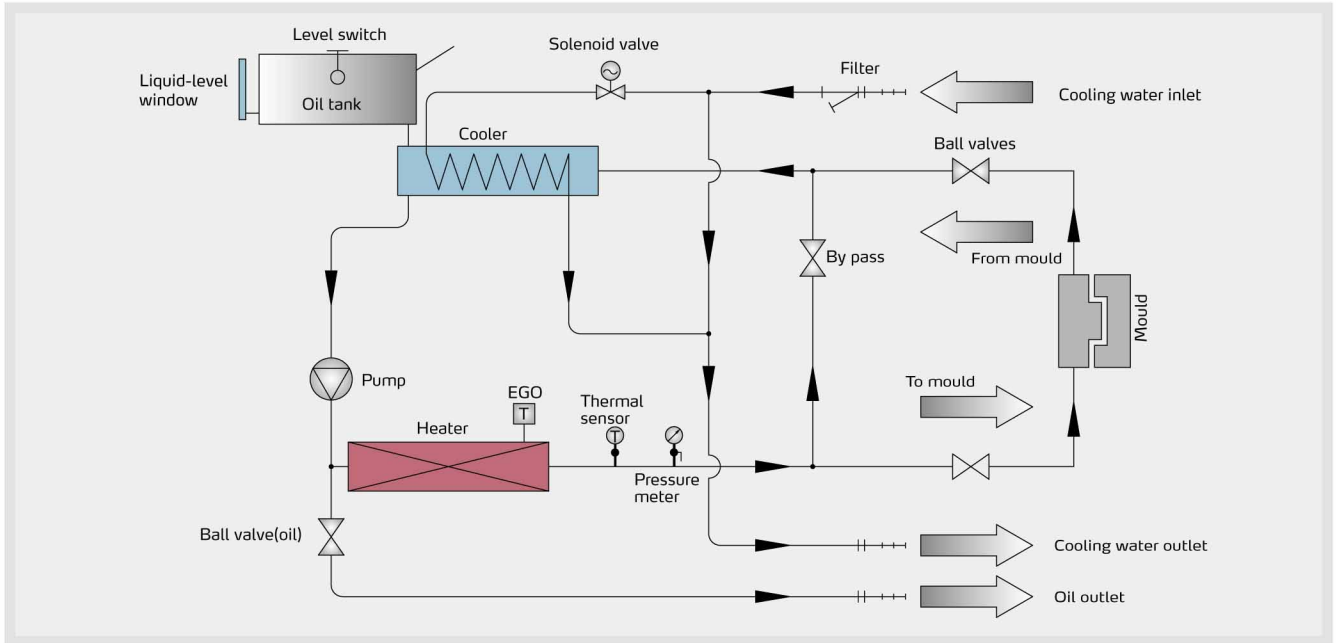 Level switch
Solenoid valve
Liquid-level
window
Oil tank
Filter
Cooling water inlet
Cooler
Ball valves
By pass
From mould
Mould
Pump
To mould
EGO
T
Thermal
sensor
T
Heater
Pressure
meter
Ball valve(oil)
Cooling water outlet
Oil outlet